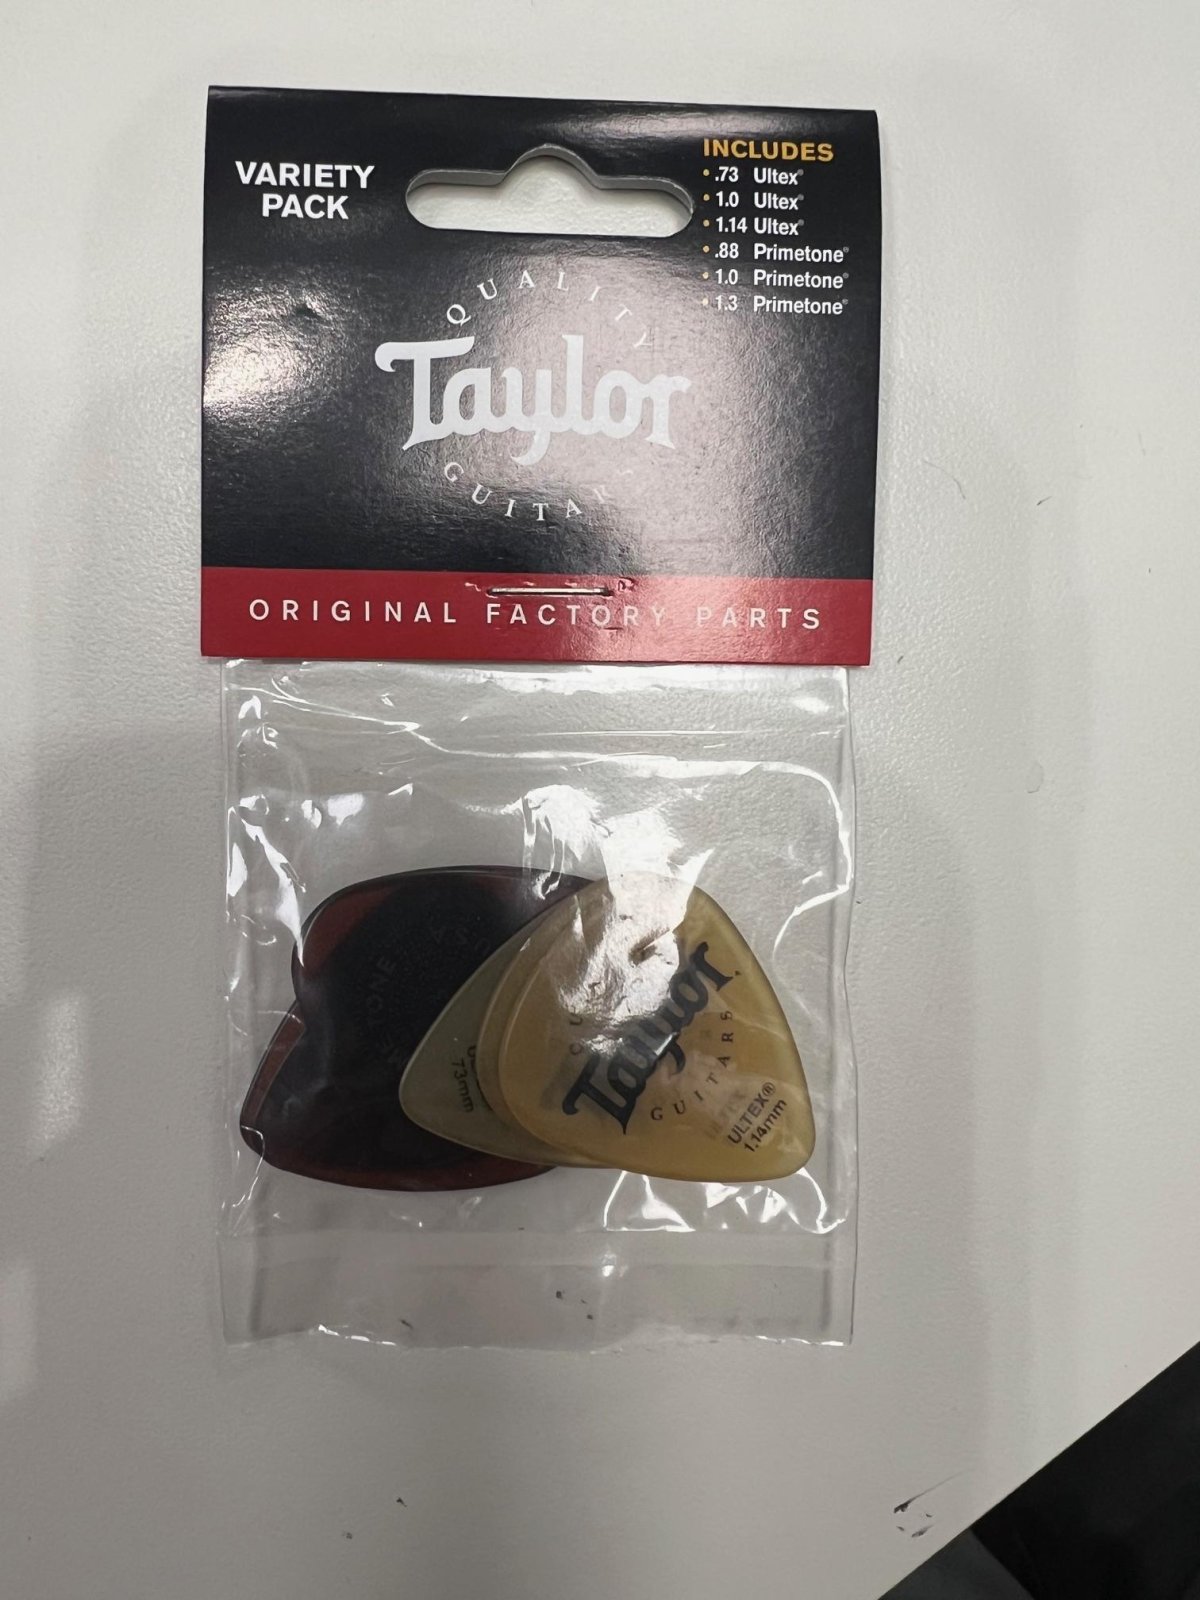 VARIETY
PACK
INCLUDES
• .73 Ultex®
• 1.0 Ultex®
• 1.14 Ultex®
• .88 Primetone®
• 1.0 Primetone®
• 1.3 Primetone®
QUALITY
Taylor
GUITAR
ORIGINAL FACTORY PARTS
73mm
Taylor
GUITARS
ULTEX®
1.14mm